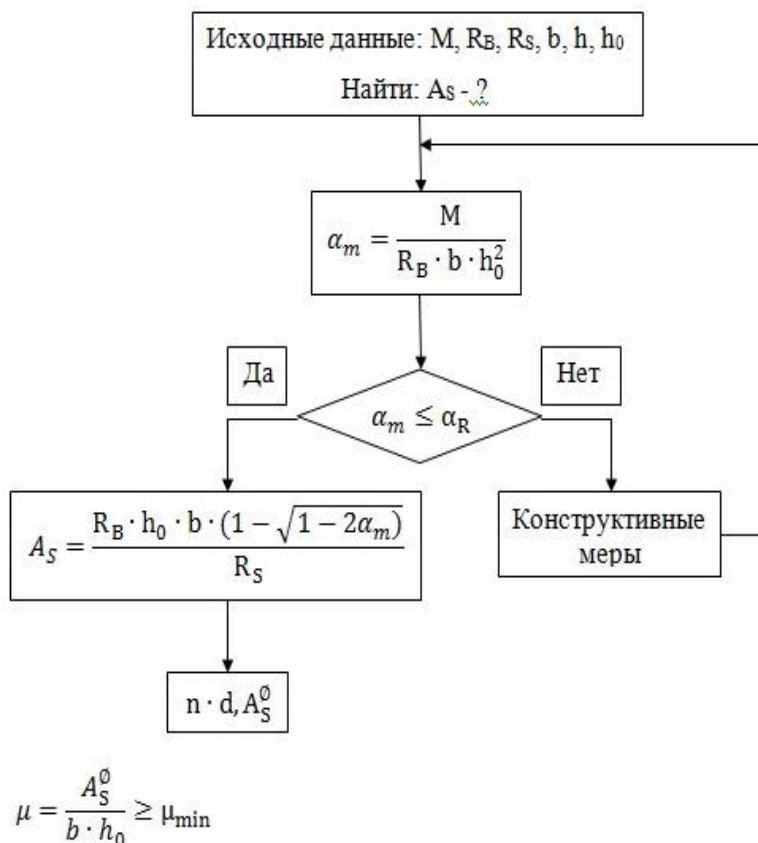 Исходные данные: M, R_B, R_S, b, h, h_0
Найти: A_S - ?
α_m = M / (R_B · b · h_0^2)
Да
Нет
α_m ≤ α_R
A_S = R_B · h_0 · b · (1 − √(1 − 2α_m)) / R_S
Конструктивные
меры
n · d, A_S^Ø
μ = A_S^Ø / (b · h_0) ≥ μ_min